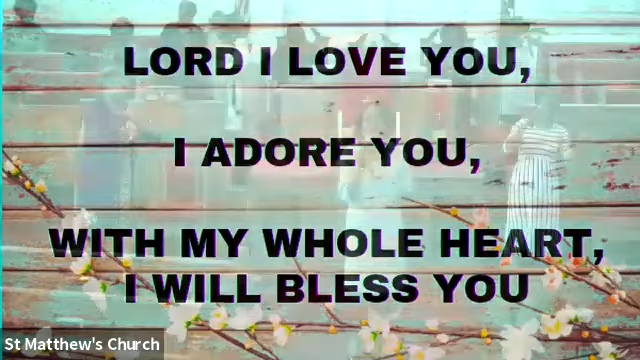 LORD I LOVE YOU,
I ADORE YOU,
WITH MY WHOLE HEART,
I WILL BLESS YOU
St Matthew's Church